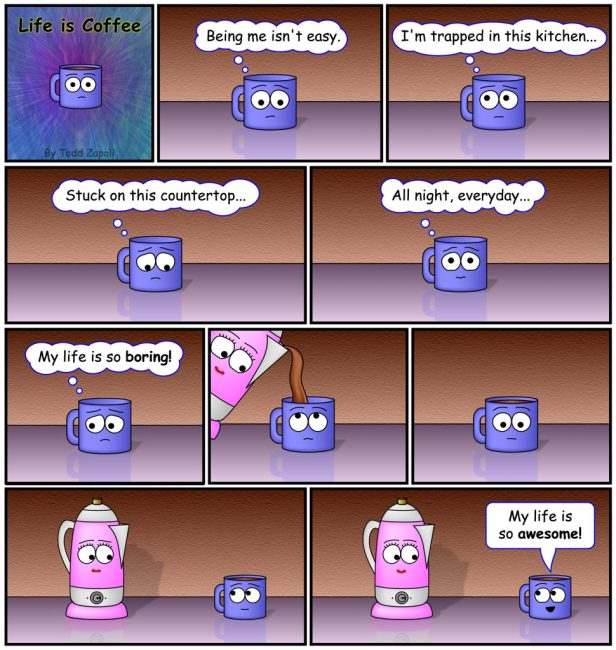 Life is Coffee
By Todd Zapoli
Being me isn't easy.
I'm trapped in this kitchen...
Stuck on this countertop...
All night, everyday...
My life is so boring!
My life is
so awesome!